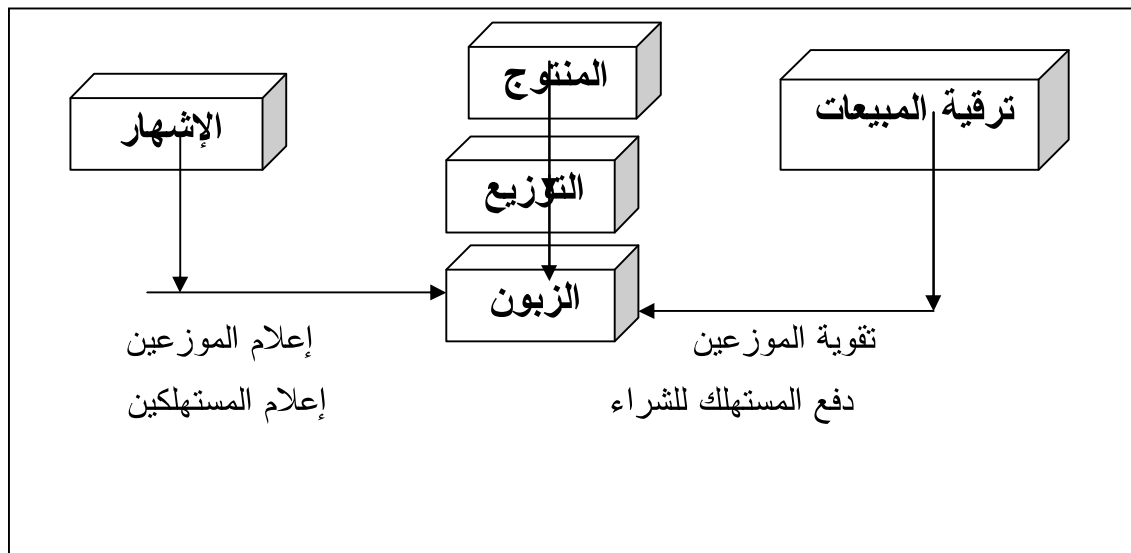 المنتوج
ترقية المبيعات
الإشهار
التوزيع
الزبون
تقوية الموزعين
إعلام الموزعين
دفع المستهلك للشراء
إعلام المستهلكين